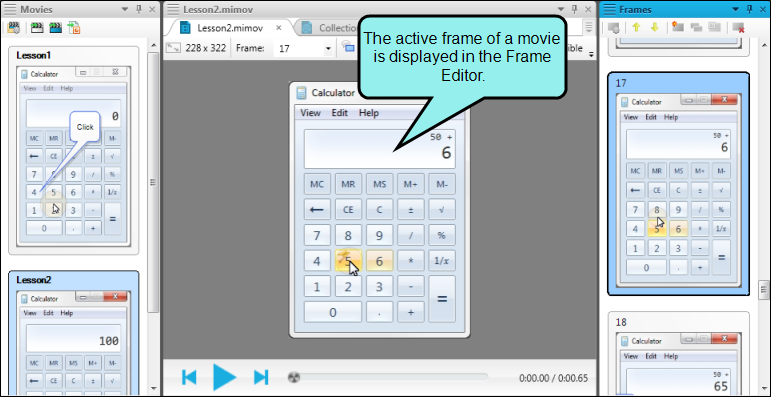 Movies
Lesson1
Calculator
View Edit Help
0
Click
MC MR MS M+ M-
← CE C ± √
7 8 9 / %
4 5 6 * 1/x
1 2 3 - =
0 . +
Lesson2
Calculator
View Edit Help
100
MC MR MS M+ M-
← CE C ± √
7 8 9 / %
Lesson2.mimov
Lesson2.mimov
Collection
228 x 322 Frame: 17
The active frame of a movie
is displayed in the Frame
Editor.
Calculator
View Edit Help
50 +
6
MC MR MS M+ M-
← CE C ± √
7 8 9 / %
4 5 6 * 1/x
1 2 3 - =
0 . +
0:00.00 / 0:00.65
Frames
17
Calculator
View Edit Help
50 +
6
MC MR MS M+ M-
← CE C ± √
7 8 9 / %
4 5 6 * 1/x
1 2 3 - =
0 . +
18
Calculator
View Edit Help
50 +
65